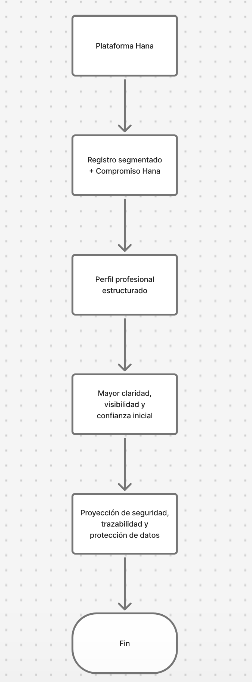 Plataforma Hana
Registro segmentado
+ Compromiso Hana
Perfil profesional
estructurado
Mayor claridad,
visibilidad y
confianza inicial
Proyección de seguridad,
trazabilidad y
protección de datos
Fin